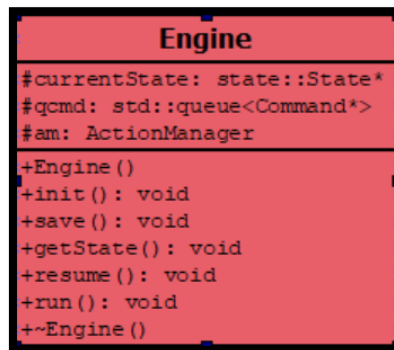 Engine
#currentState: state::State*
#qcmd: std::queue<Command*>
#am: ActionManager
+Engine()
+init(): void
+save(): void
+getState(): void
+resume(): void
+run(): void
+~Engine()